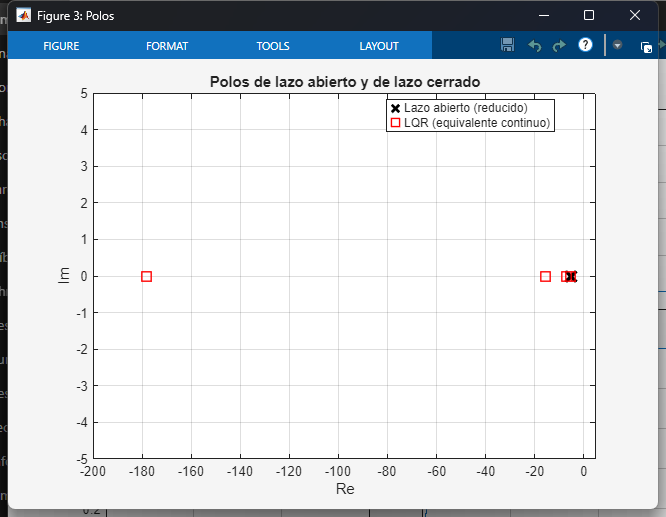 Figure 3: Polos
FIGURE FORMAT TOOLS LAYOUT
Polos de lazo abierto y de lazo cerrado
Lazo abierto (reducido)
LQR (equivalente continuo)
5
4
3
2
1
0
-1
-2
-3
-4
-5
Im
-200 -180 -160 -140 -120 -100 -80 -60 -40 -20 0
Re
0.2